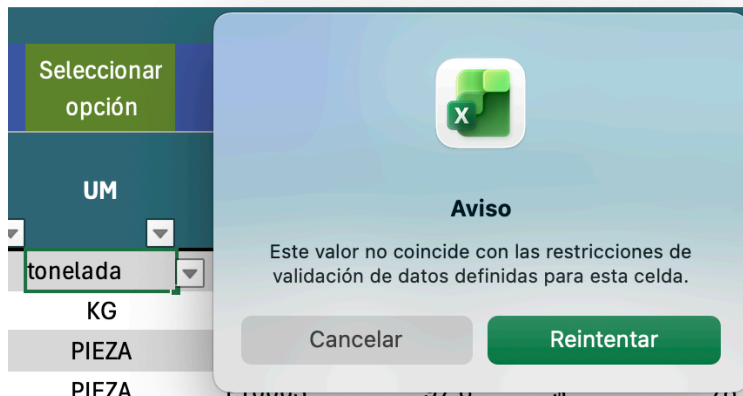 Seleccionar
opción
UM
tonelada
KG
PIEZA
PIEZA
X
Aviso
Este valor no coincide con las restricciones de
validación de datos definidas para esta celda.
Cancelar
Reintentar